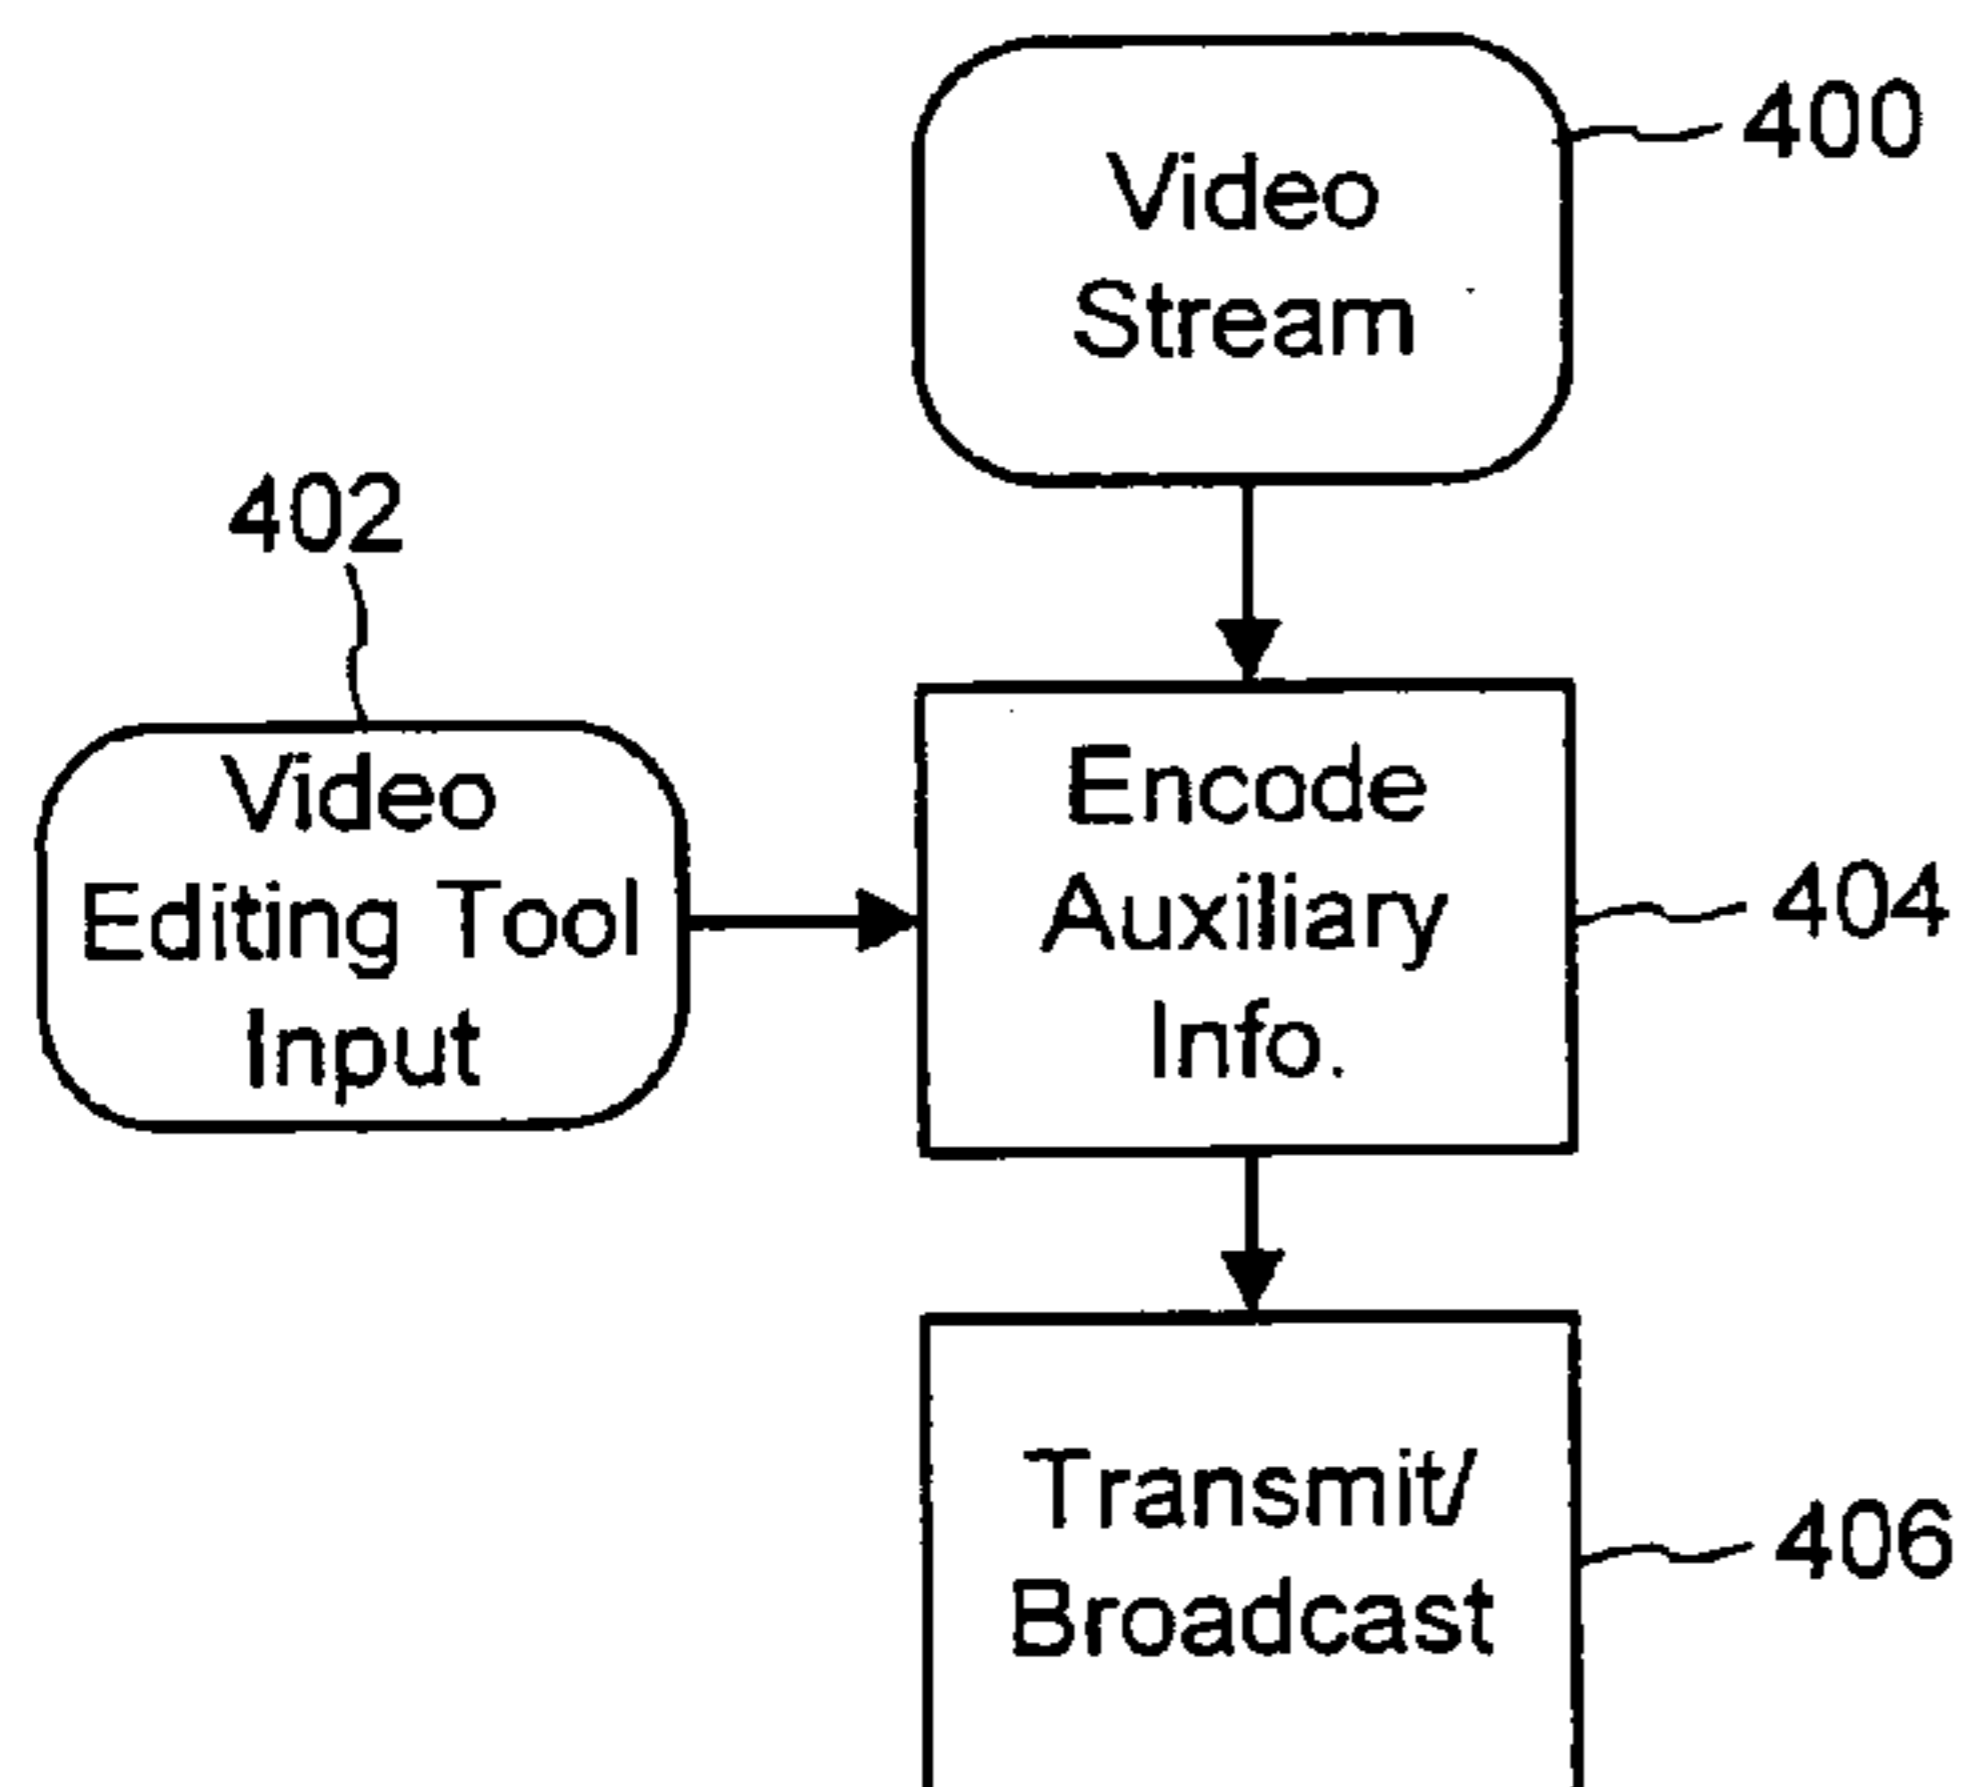 Video
Stream
400
402
Video
Editing Tool
Input
Encode
Auxiliary
Info.
404
Transmit/
Broadcast
406